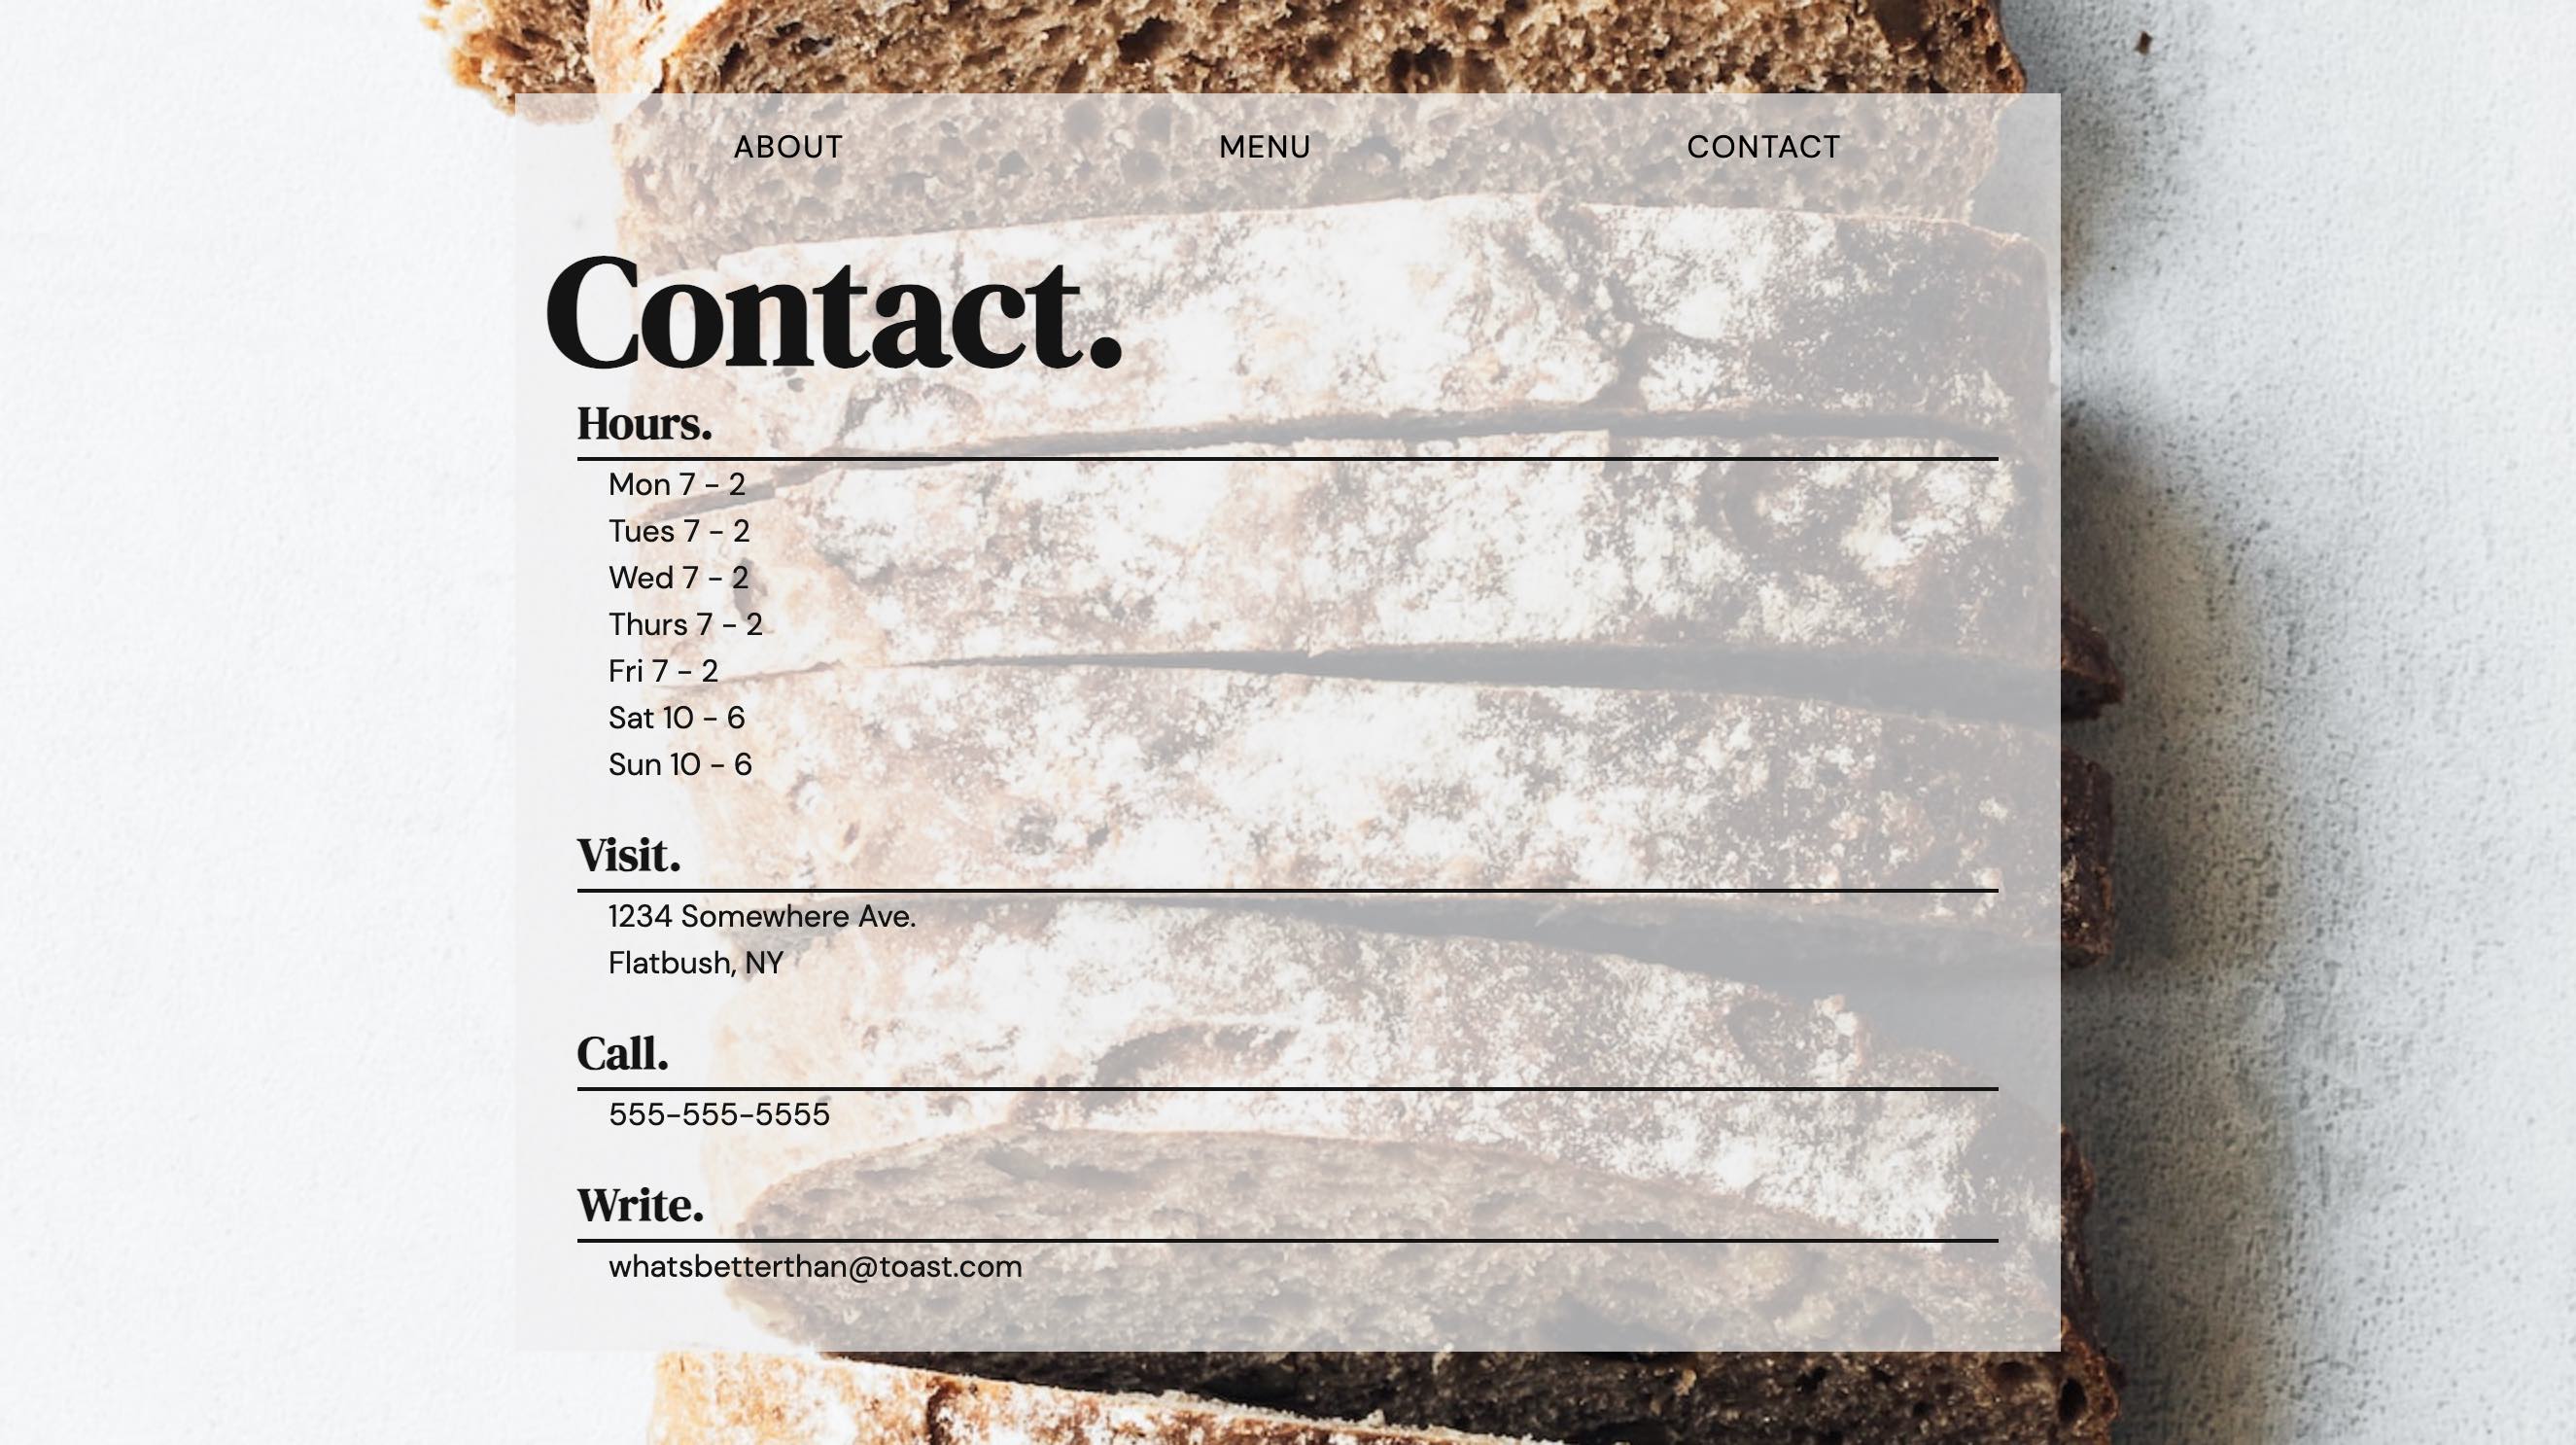 ABOUT MENU CONTACT
Contact.
Hours.
Mon 7 - 2
Tues 7 - 2
Wed 7 - 2
Thurs 7 - 2
Fri 7 - 2
Sat 10 - 6
Sun 10 - 6
Visit.
1234 Somewhere Ave.
Flatbush, NY
Call.
555-555-5555
Write.
whatsbetterthan@toast.com